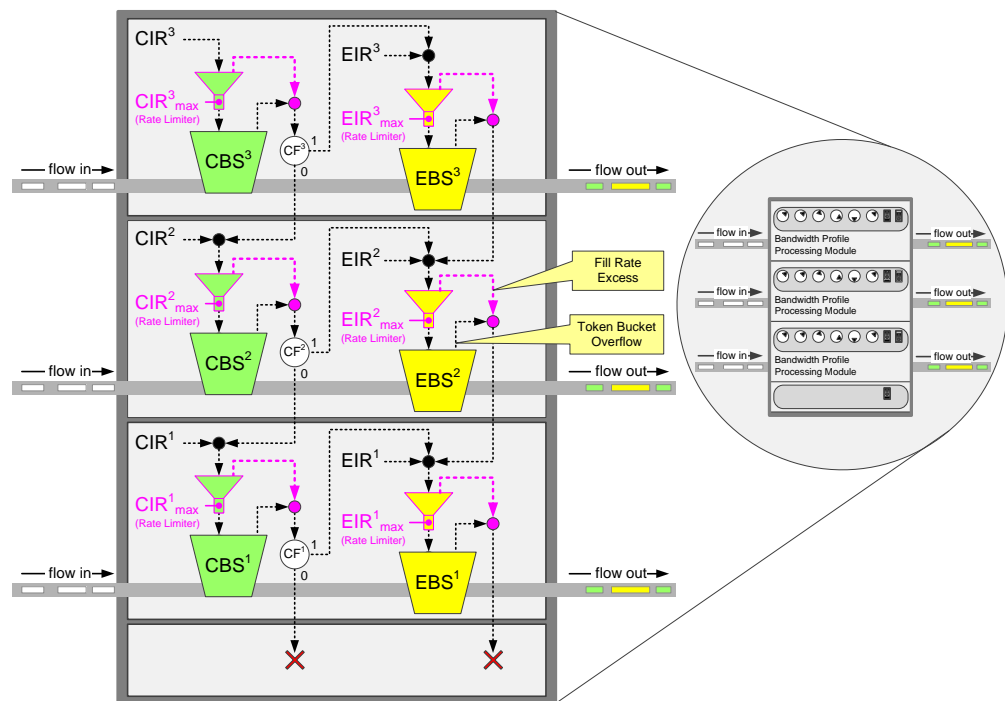 CIR³
EIR³
CIR³max
(Rate Limiter)
EIR³max
(Rate Limiter)
CF³
1
0
CBS³
EBS³
flow in
flow out
CIR²
EIR²
CIR²max
(Rate Limiter)
EIR²max
(Rate Limiter)
CF²
1
0
CBS²
EBS²
Fill Rate
Excess
Token Bucket
Overflow
flow in
flow out
CIR¹
EIR¹
CIR¹max
(Rate Limiter)
EIR¹max
(Rate Limiter)
CF¹
1
0
CBS¹
EBS¹
flow in
flow out
flow in
flow out
Bandwidth Profile
Processing Module
flow in
flow out
Bandwidth Profile
Processing Module
flow in
flow out
Bandwidth Profile
Processing Module